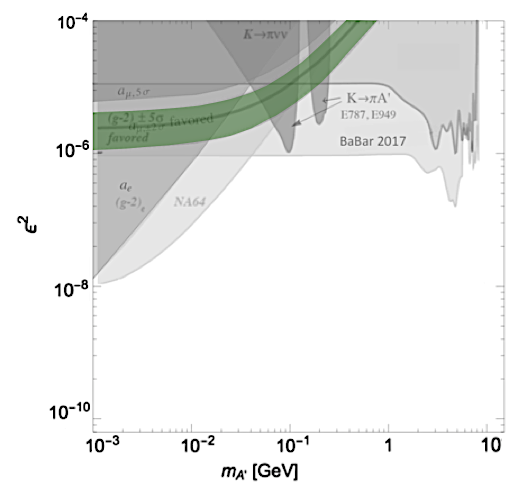 10⁻⁴
K→πνν
a_μ,5σ
K→πA'
E787, E949
(g-2) ± 5σ
favored
favored
BaBar 2017
10⁻⁶
a_e
(g-2)_e
NA64
ϵ²
10⁻⁸
10⁻¹⁰
10⁻³ 10⁻² 10⁻¹ 1 10
m_A' [GeV]